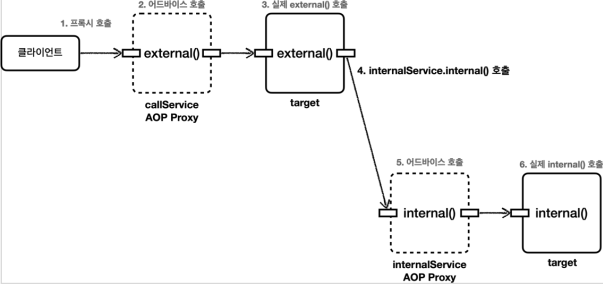 1. 프록시 호출
2. 어드바이스 호출
3. 실제 external() 호출
클라이언트
external()
external()
4. internalService.internal() 호출
callService
AOP Proxy
target
5. 어드바이스 호출
6. 실제 internal() 호출
internal()
internal()
internalService
AOP Proxy
target